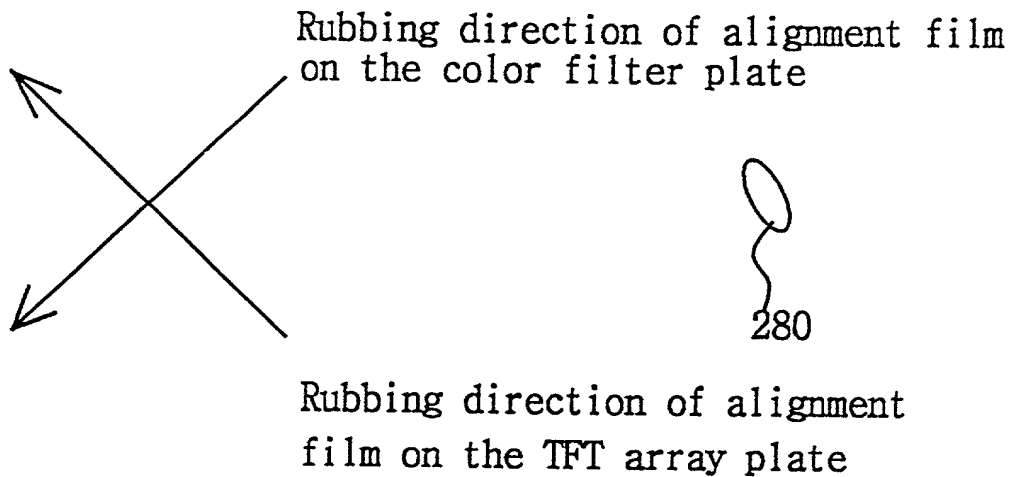 Rubbing direction of alignment film
on the color filter plate
280
Rubbing direction of alignment
film on the TFT array plate